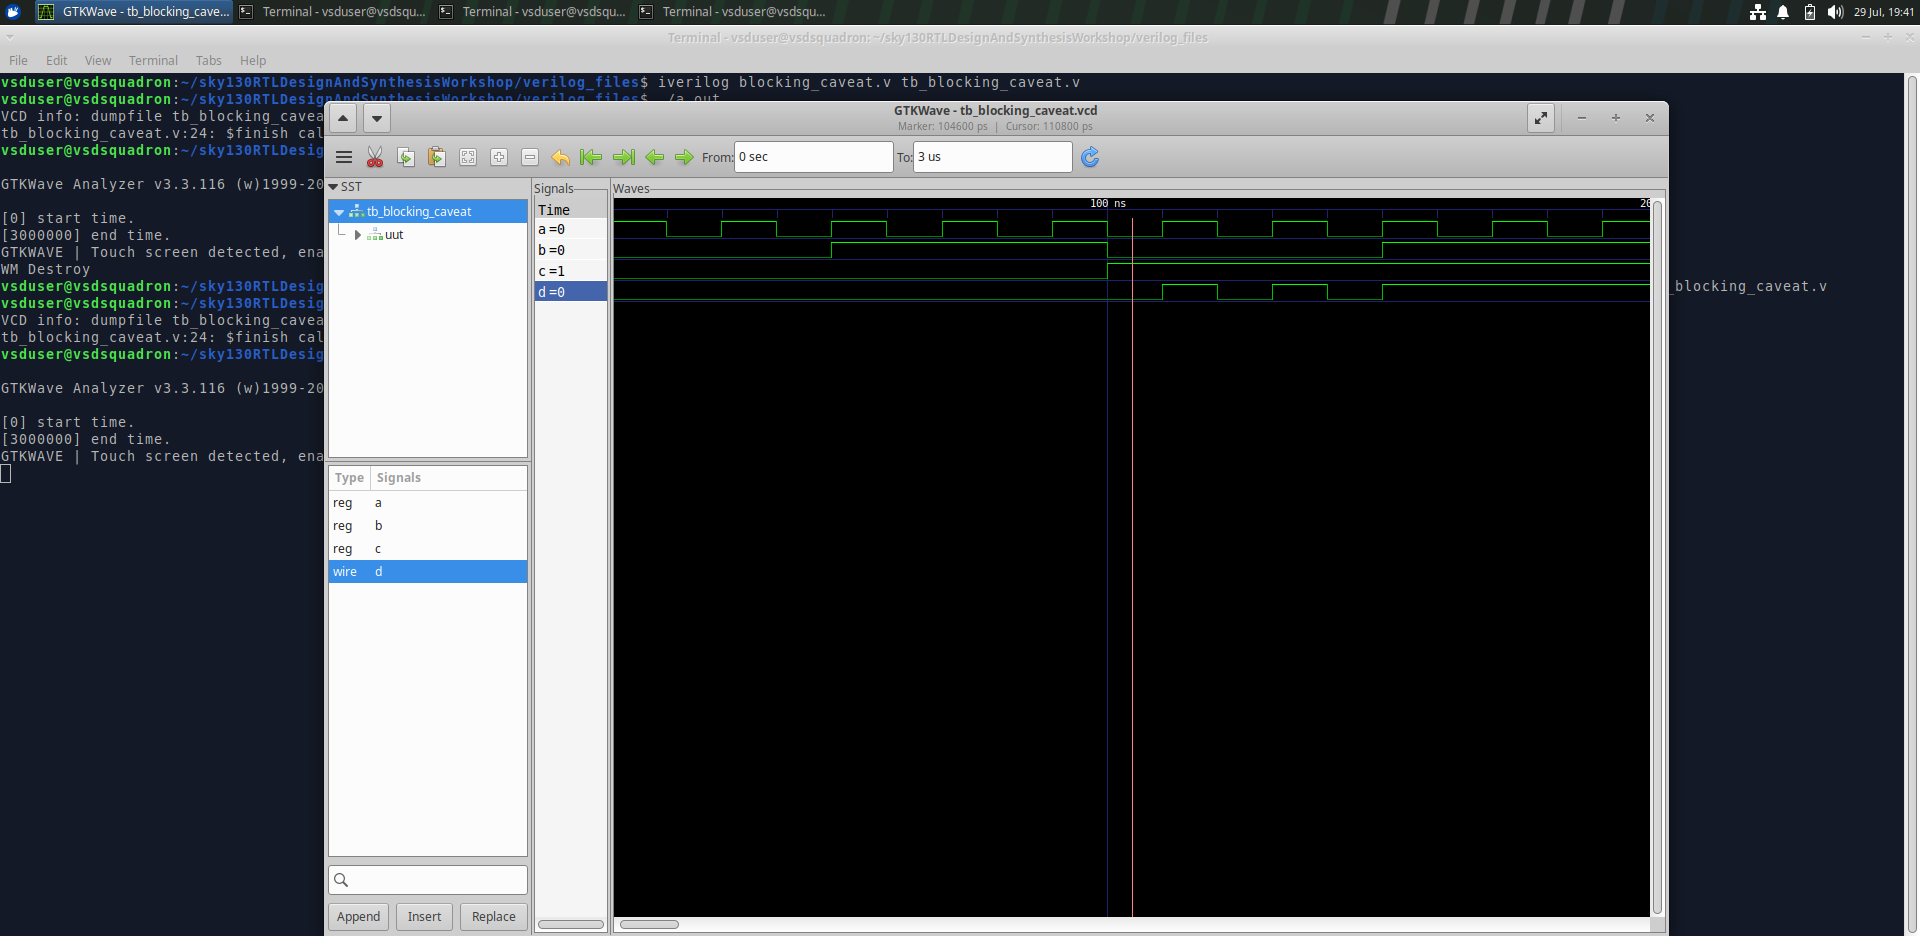 GTKWave - tb_blocking_cave...
Terminal - vsduser@vsdsqu...
Terminal - vsduser@vsdsqu...
Terminal - vsduser@vsdsqu...
29 Jul, 19:41
Terminal - vsduser@vsdsquadron: ~/sky130RTLDesignAndSynthesisWorkshop/verilog_files
File Edit View Terminal Tabs Help
vsduser@vsdsquadron:~/sky130RTLDesignAndSynthesisWorkshop/verilog_files$ iverilog blocking_caveat.v tb_blocking_caveat.v
vsduser@vsdsquadron:~/sky130RTLDesignAndSynthesisWorkshop/verilog_files$ ./a.out
VCD info: dumpfile tb_blocking_cavea
tb_blocking_caveat.v:24: $finish cal
vsduser@vsdsquadron:~/sky130RTLDesig
GTKWave Analyzer v3.3.116 (w)1999-20
[0] start time.
[3000000] end time.
GTKWAVE | Touch screen detected, ena
WM Destroy
vsduser@vsdsquadron:~/sky130RTLDesig
_blocking_caveat.v
vsduser@vsdsquadron:~/sky130RTLDesig
VCD info: dumpfile tb_blocking_cavea
tb_blocking_caveat.v:24: $finish cal
vsduser@vsdsquadron:~/sky130RTLDesig
GTKWave Analyzer v3.3.116 (w)1999-20
[0] start time.
[3000000] end time.
GTKWAVE | Touch screen detected, ena
GTKWave - tb_blocking_caveat.vcd
Marker: 104600 ps | Cursor: 110800 ps
From: 0 sec To: 3 us
SST
tb_blocking_caveat
uut
Type Signals
reg a
reg b
reg c
wire d
Append Insert Replace
Signals
Time
a=0
b=0
c=1
d=0
Waves
100 ns
20